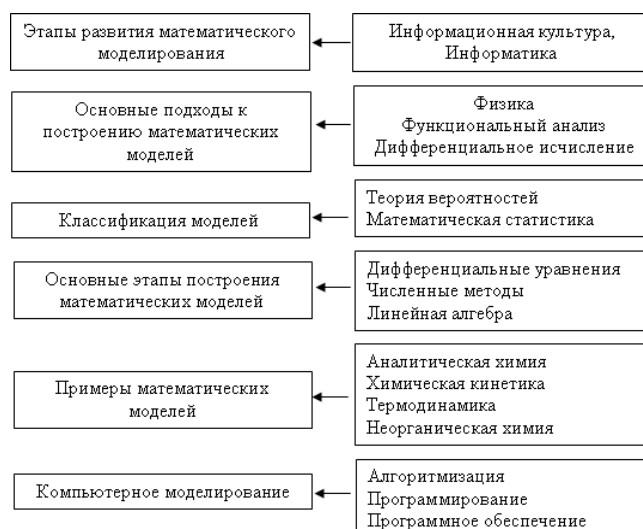 Этапы развития математического
моделирования
Информационная культура,
Информатика
Основные подходы к
построению математических
моделей
Физика
Функциональный анализ
Дифференциальное исчисление
Классификация моделей
Теория вероятностей
Математическая статистика
Основные этапы построения
математических моделей
Дифференциальные уравнения
Численные методы
Линейная алгебра
Примеры математических
моделей
Аналитическая химия
Химическая кинетика
Термодинамика
Неорганическая химия
Компьютерное моделирование
Алгоритмизация
Программирование
Программное обеспечение